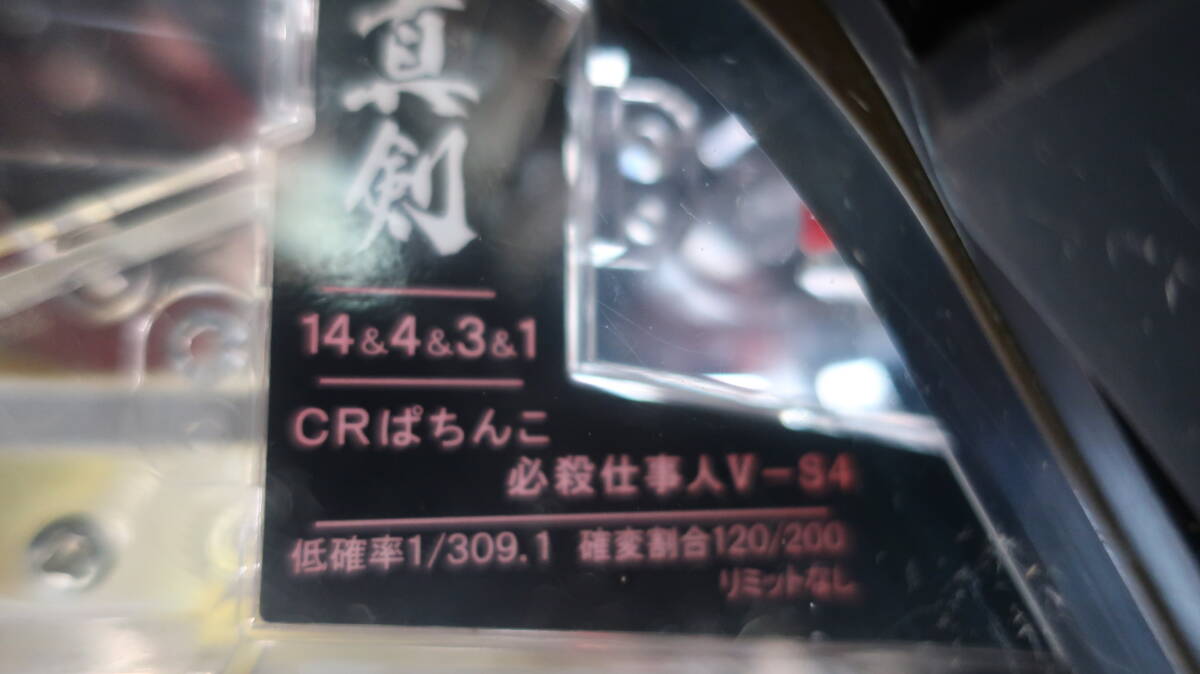 真剣
14&4&3&1
CRぱちんこ
必殺仕事人V-S4
低確率1/309.1 確変割合120/200
リミットなし